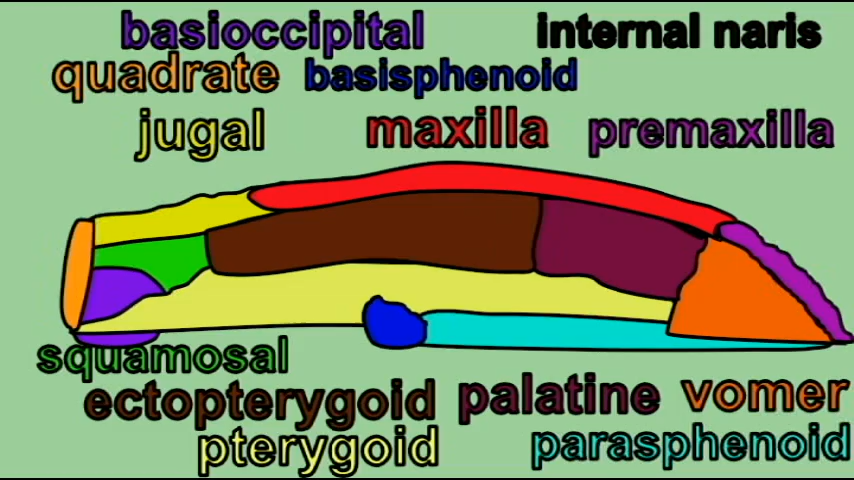 basioccipital internal naris
quadrate basisphenoid
jugal maxilla premaxilla
squamosal
ectopterygoid palatine vomer
pterygoid parasphenoid